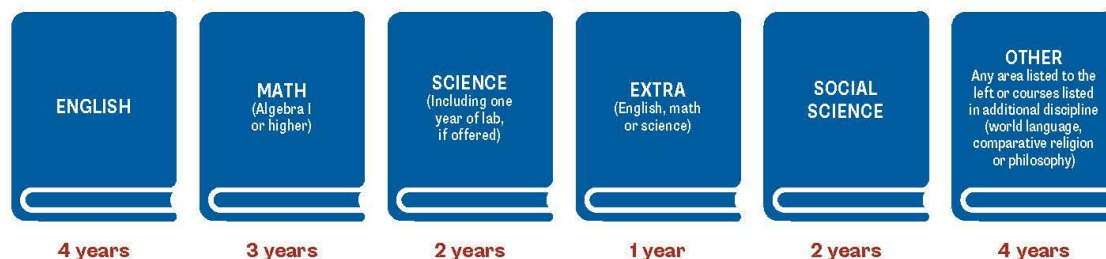 ENGLISH
4 years
MATH
(Algebra I
or higher)
3 years
SCIENCE
(Including one
year of lab,
if offered)
2 years
EXTRA
(English, math
or science)
1 year
SOCIAL
SCIENCE
2 years
OTHER
Any area listed to the
left or courses listed
in additional discipline
(world language,
comparative religion
or philosophy)
4 years